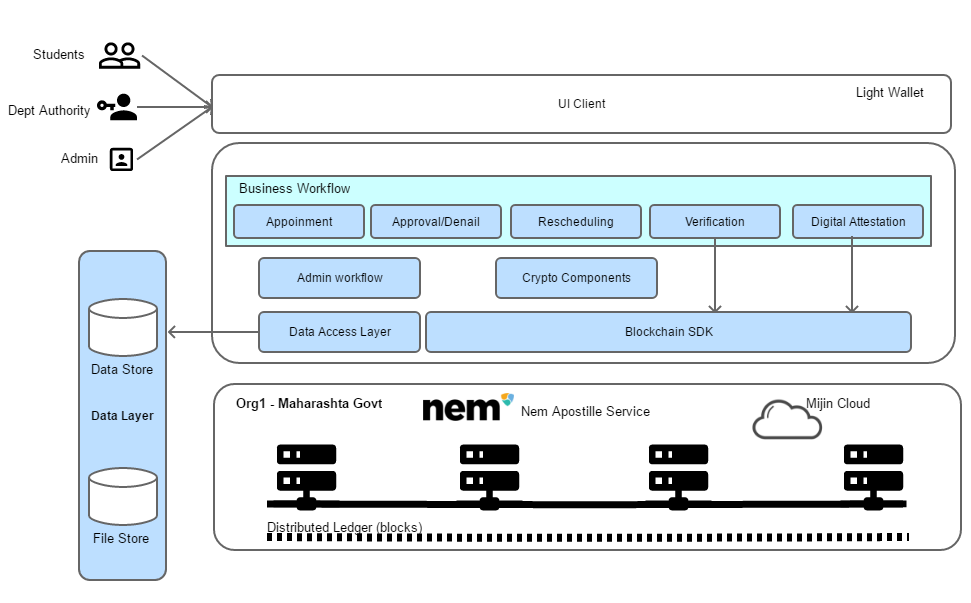 Students
Dept Authority
Admin
Light Wallet
UI Client
Business Workflow
Appoinment
Approval/Denail
Rescheduling
Verification
Digital Attestation
Admin workflow
Crypto Components
Data Access Layer
Blockchain SDK
Data Store
Data Layer
File Store
Org1 - Maharashta Govt
nem
Nem Apostille Service
Mijin Cloud
Distributed Ledger (blocks)